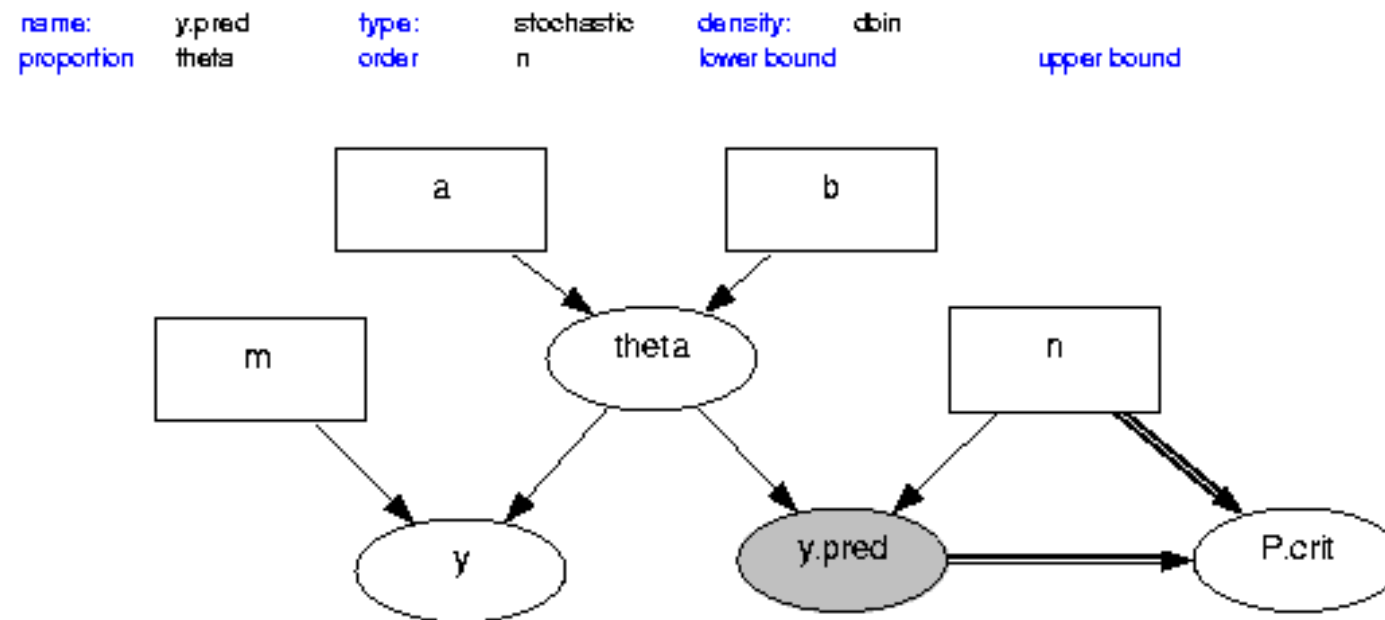 name: y.pred type: stochastic density: dbin
proportion theta order n lower bound upper bound
a b
m theta n
y y.pred P.crit